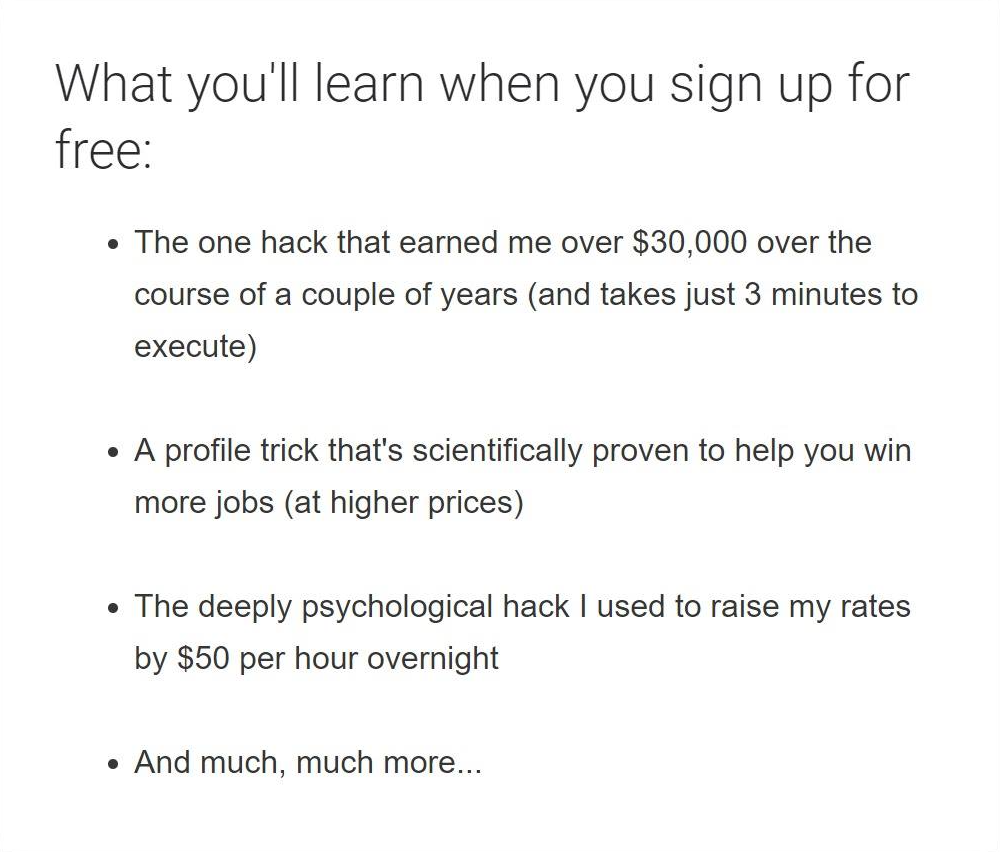 What you'll learn when you sign up for
free:
• The one hack that earned me over $30,000 over the
course of a couple of years (and takes just 3 minutes to
execute)
• A profile trick that's scientifically proven to help you win
more jobs (at higher prices)
• The deeply psychological hack I used to raise my rates
by $50 per hour overnight
• And much, much more...